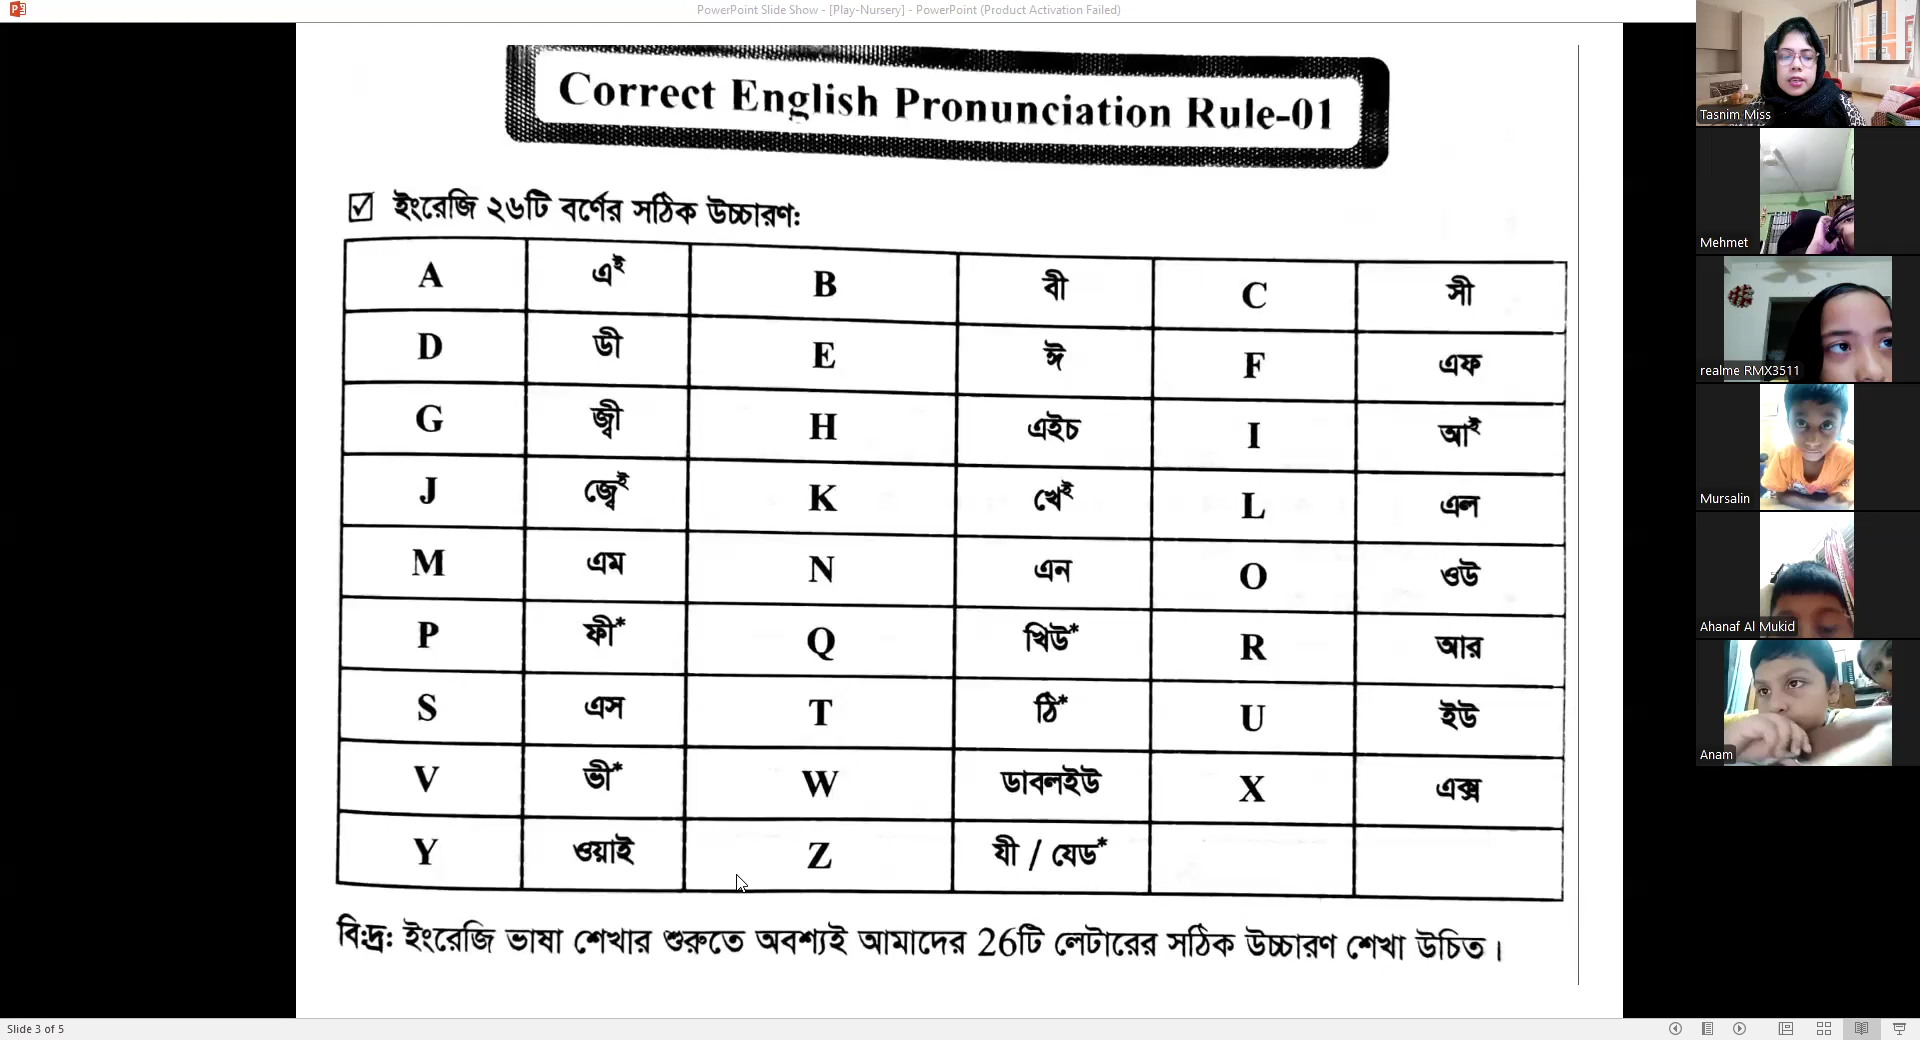 PowerPoint Slide Show - [Play-Nursery] - PowerPoint (Product Activation Failed)
Correct English Pronunciation Rule-01
☑ ইংরেজি ২৬টি বর্ণের সঠিক উচ্চারণ:
A এই B বী C সী
D ডী E ঈ F এফ
G জ্বী H এইচ I আই
J জ্বেই K খেই L এল
M এম N এন O ওউ
P ফী* Q খিউ* R আর
S এস T ঠি* U ইউ
V ভী* W ডাবলইউ X এক্স
Y ওয়াই Z যী / যেড*
বি:দ্র: ইংরেজি ভাষা শেখার শুরুতে অবশ্যই আমাদের 26টি লেটারের সঠিক উচ্চারণ শেখা উচিত।
Tasnim Miss
Mehmet
realme RMX3511
Mursalin
Ahanaf Al Mukid
Anam
Slide 3 of 5